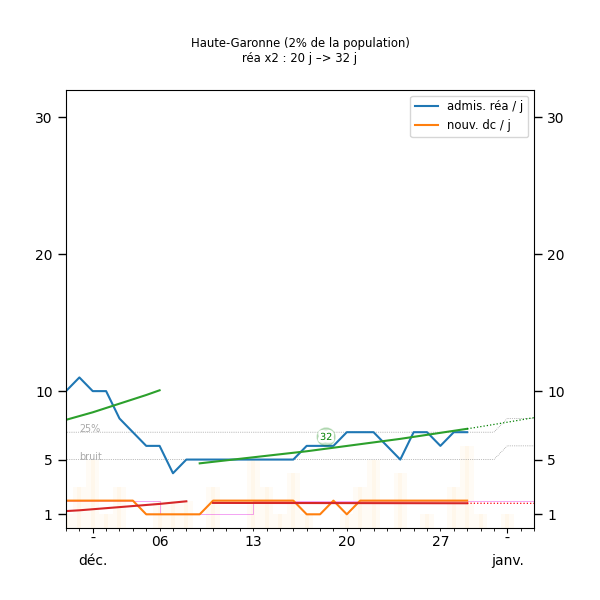 Haute-Garonne (2% de la population)
réa x2 : 20 j –> 32 j
admis. réa / j
nouv. dc / j
30
30
20
20
10
10
25%
32
bruit
5
5
1
1
- 06 13 20 27 -
déc. janv.